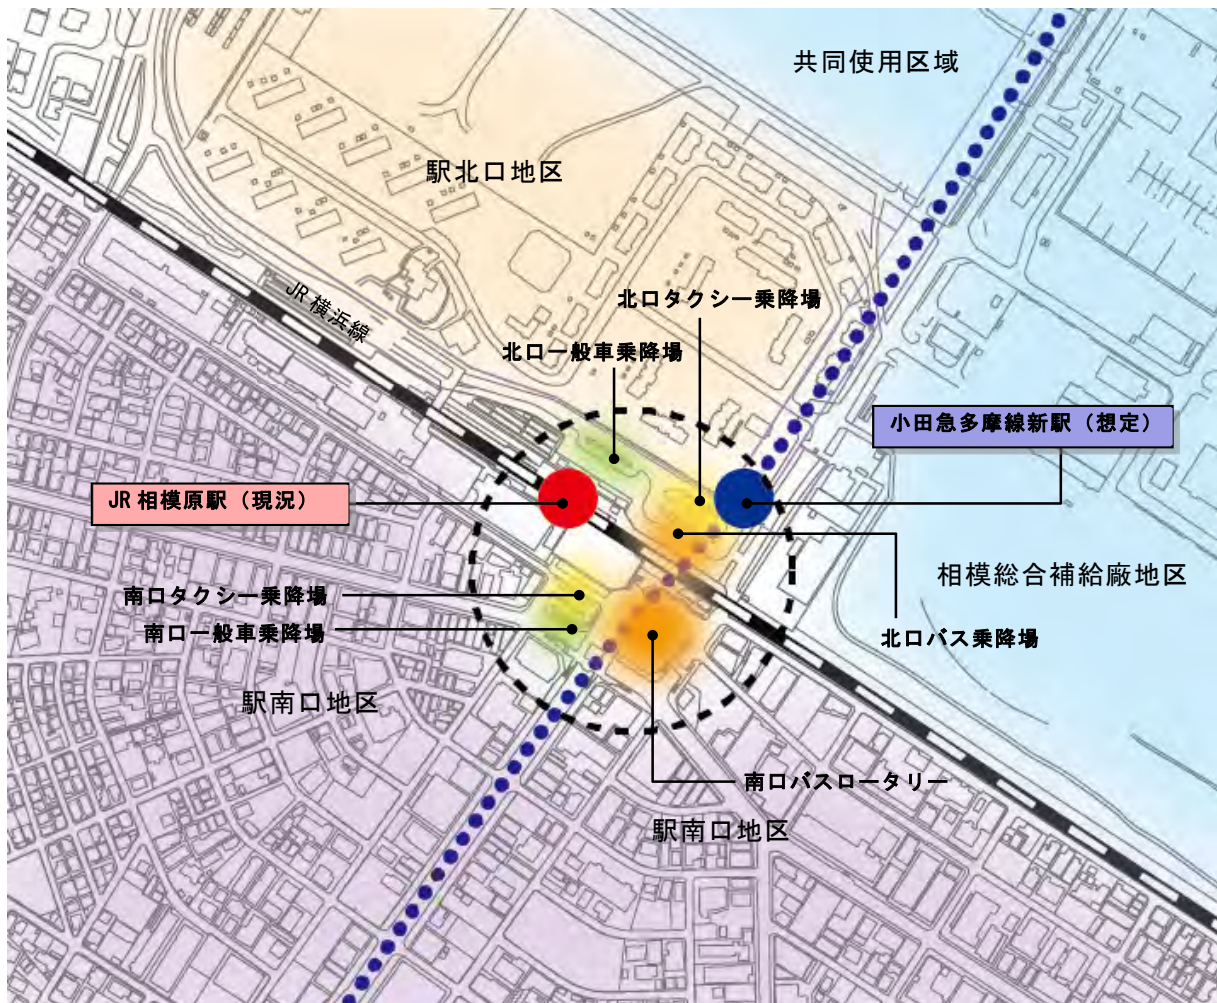 共同使用区域
駅北口地区
JR 横浜線
北口タクシー乗降場
北口一般車乗降場
小田急多摩線新駅（想定）
JR 相模原駅（現況）
相模総合補給廠地区
南口タクシー乗降場
南口一般車乗降場
北口バス乗降場
駅南口地区
南口バスロータリー
駅南口地区